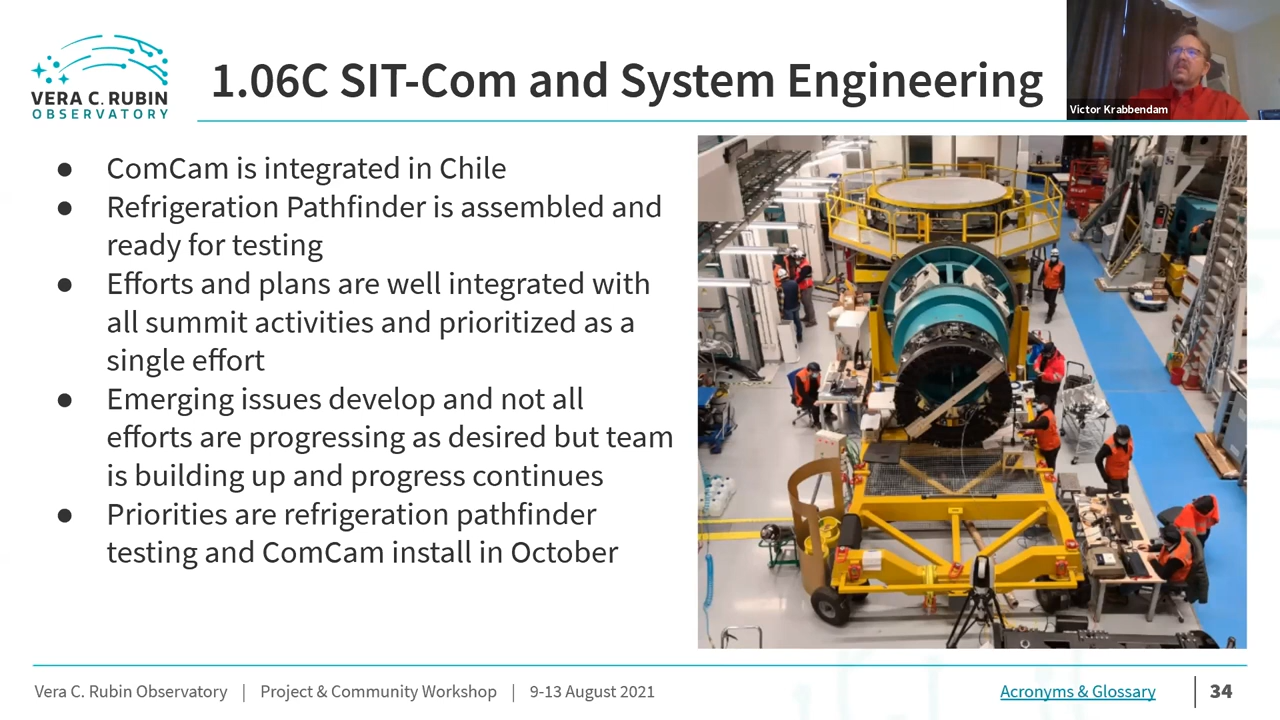 VERA C. RUBIN
OBSERVATORY
1.06C SIT-Com and System Engineering
Victor Krabbendam
● ComCam is integrated in Chile
● Refrigeration Pathfinder is assembled and
ready for testing
● Efforts and plans are well integrated with
all summit activities and prioritized as a
single effort
● Emerging issues develop and not all
efforts are progressing as desired but team
is building up and progress continues
● Priorities are refrigeration pathfinder
testing and ComCam install in October
Vera C. Rubin Observatory | Project & Community Workshop | 9-13 August 2021
Acronyms & Glossary | 34